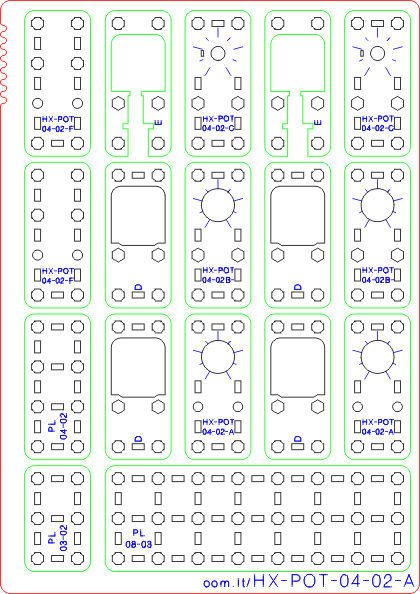 HX-POT
04-02-F
E
HX-POT
04-02-C
E
HX-POT
04-02-C
HX-POT
04-02-F
D
HX-POT
04-02B
D
HX-POT
04-02B
PL
04-02
D
HX-POT
04-02-A
D
HX-POT
04-02-A
PL
03-02
PL
08-03
oom.lt/HX-POT-04-02-A